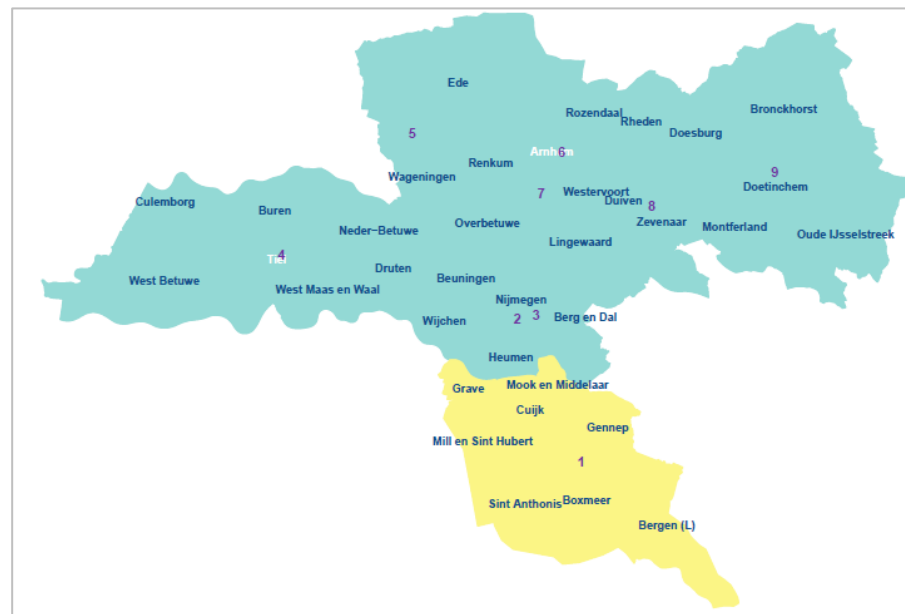 Ede
Bronckhorst
Rozendaal
Rheden
Doesburg
5
Arnhem
6
Renkum
9
Wageningen
Doetinchem
7
Westervoort
Duiven
8
Culemborg
Buren
Zevenaar
Overbetuwe
Montferland
Neder-Betuwe
Oude IJsselstreek
Lingewaard
4
Tiel
Druten
West Betuwe
Beuningen
West Maas en Waal
Nijmegen
3
Berg en Dal
2
Wijchen
Heumen
Mook en Middelaar
Grave
Cuijk
Gennep
Mill en Sint Hubert
1
Boxmeer
Sint Anthonis
Bergen (L)